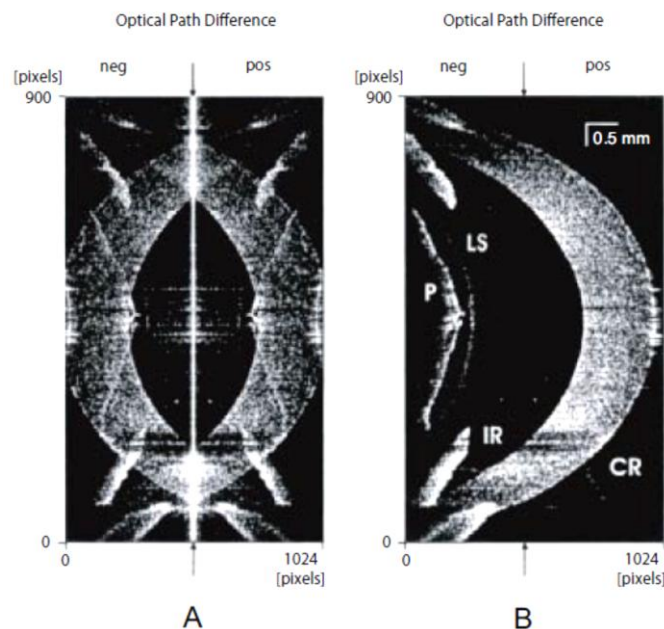 Optical Path Difference
Optical Path Difference
[pixels]
neg
pos
[pixels]
neg
pos
900
900
0.5 mm
LS
P
IR
CR
0
0
0
1024
0
1024
[pixels]
[pixels]
A
B